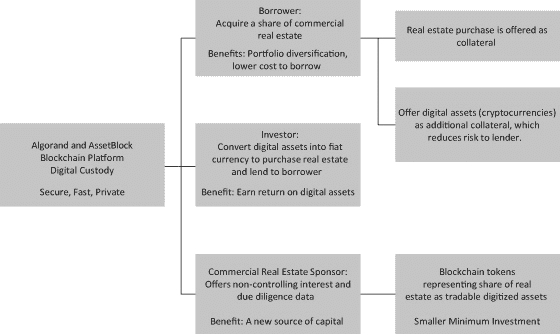 Borrower:
Acquire a share of commercial
real estate
Benefits: Portfolio diversification,
lower cost to borrow
Real estate purchase is offered as
collateral
Offer digital assets (cryptocurrencies)
as additional collateral, which
reduces risk to lender.
Algorand and AssetBlock
Blockchain Platform
Digital Custody
Secure, Fast, Private
Investor:
Convert digital assets into fiat
currency to purchase real estate
and lend to borrower
Benefit: Earn return on digital assets
Commercial Real Estate Sponsor:
Offers non-controlling interest and
due diligence data
Benefit: A new source of capital
Blockchain tokens
representing share of real
estate as tradable digitized assets
Smaller Minimum Investment